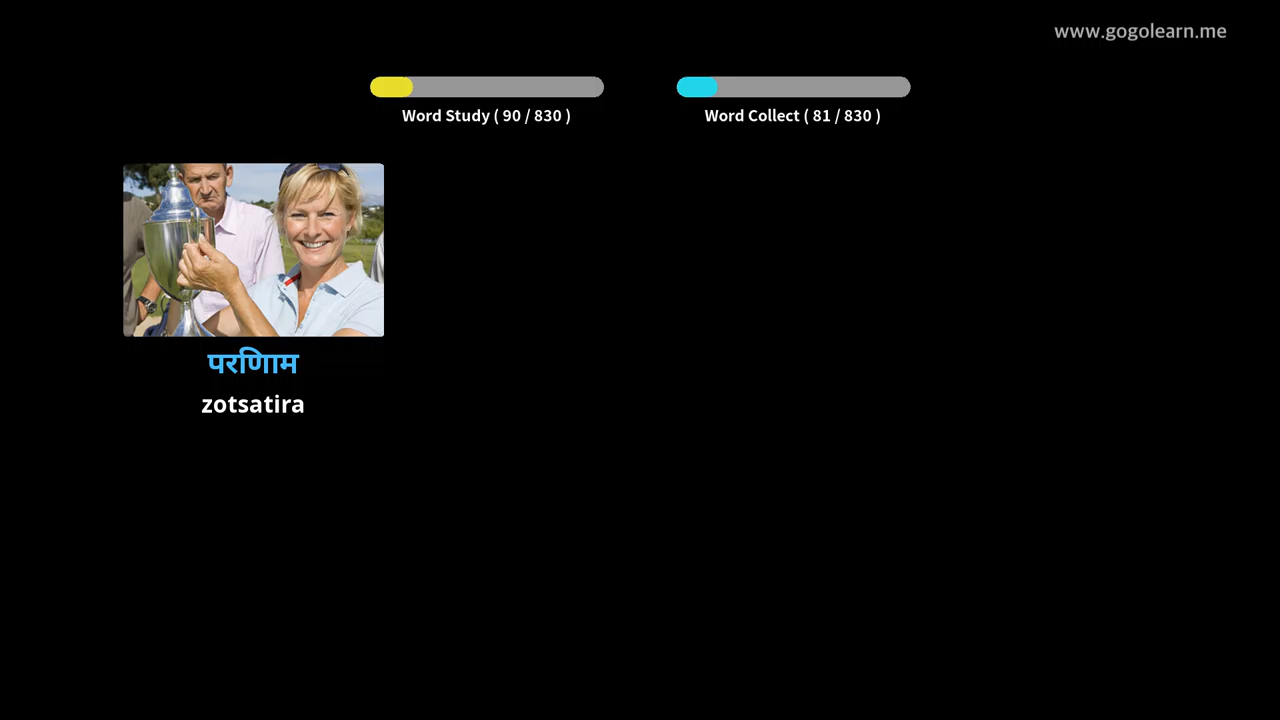 www.gogolearn.me
Word Study ( 90 / 830 )
Word Collect ( 81 / 830 )
परिणाम
zotsatira